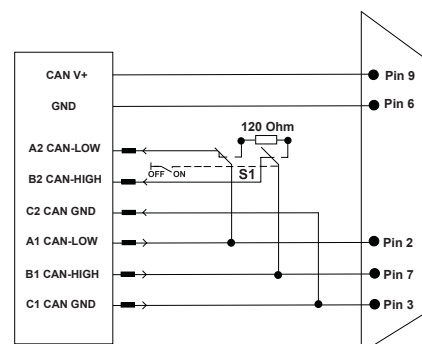 CAN V+
Pin 9
GND
Pin 6
120 Ohm
A2 CAN-LOW
OFF ON
S1
B2 CAN-HIGH
C2 CAN GND
A1 CAN-LOW
Pin 2
B1 CAN-HIGH
Pin 7
C1 CAN GND
Pin 3